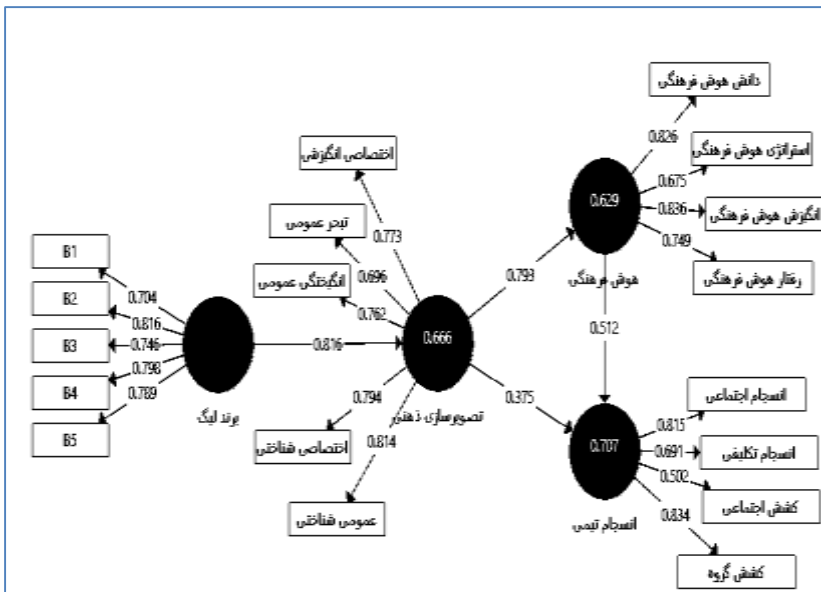 دانش هوش فرهنگی
0.826
استراتژی هوش فرهنگی
0.675
0.629
انگیزش هوش فرهنگی
0.836
0.749
رفتار هوش فرهنگی
هوش فرهنگی
اختصاصی انگیزشی
0.773
تبحر عمومی
0.696
انگیختگی عمومی
0.762
0.793
B1
0.704
B2
0.816
B3
0.746
B4
0.798
B5
0.789
برند لیگ
0.816
0.666
تصویرسازی ذهنی
0.512
0.375
0.794
اختصاصی شناختی
0.814
عمومی شناختی
انسجام اجتماعی
0.815
0.707
انسجام تکلیفی
0.691
0.502
کشش اجتماعی
0.834
کشش گروه
انسجام تیمی